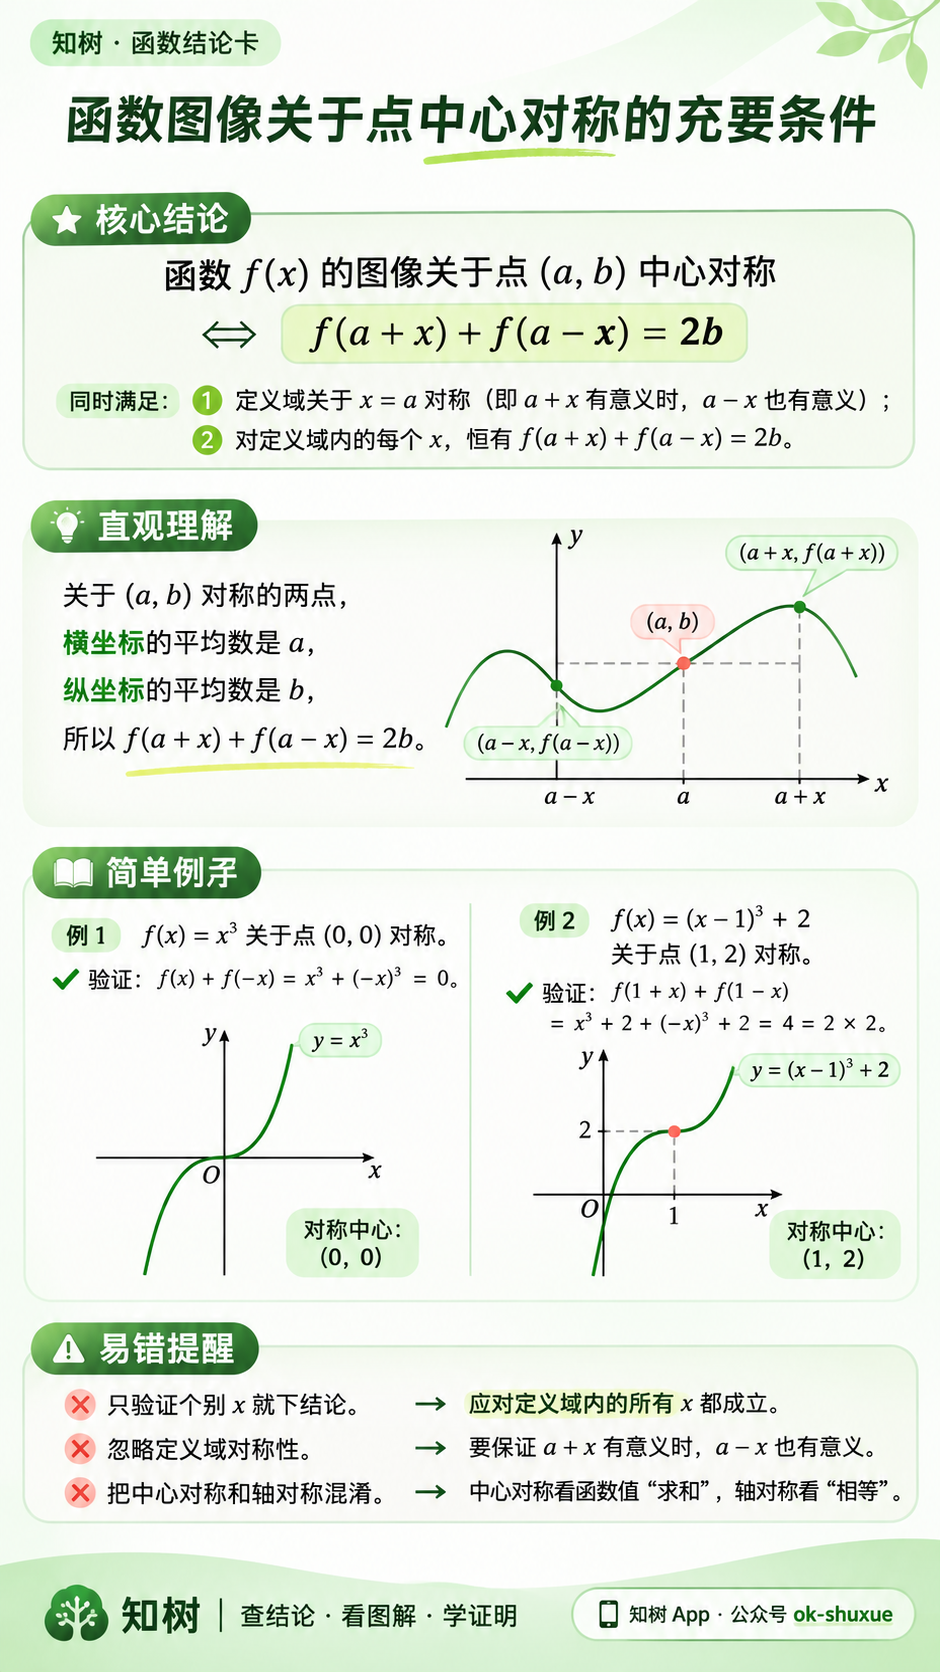 知树 · 函数结论卡
函数图像关于点中心对称的充要条件
核心结论
函数 f(x) 的图像关于点 (a, b) 中心对称
⟺ f(a + x) + f(a − x) = 2b
同时满足： 1 定义域关于 x = a 对称（即 a + x 有意义时，a − x 也有意义）；
2 对定义域内的每个 x，恒有 f(a + x) + f(a − x) = 2b。
直观理解
关于 (a, b) 对称的两点，
横坐标的平均数是 a，
纵坐标的平均数是 b，
所以 f(a + x) + f(a − x) = 2b。
y
(a + x, f(a + x))
(a, b)
(a − x, f(a − x))
a − x
a
a + x
x
简单例子
例 1 f(x) = x³ 关于点 (0, 0) 对称。
✓ 验证：f(x) + f(−x) = x³ + (−x)³ = 0。
y
y = x³
O
x
对称中心：
(0, 0)
例 2 f(x) = (x − 1)³ + 2
关于点 (1, 2) 对称。
✓ 验证：f(1 + x) + f(1 − x)
= x³ + 2 + (−x)³ + 2 = 4 = 2 × 2。
y
y = (x − 1)³ + 2
2
O
1
x
对称中心：
(1, 2)
易错提醒
只验证个别 x 就下结论。 → 应对定义域内的所有 x 都成立。
忽略定义域对称性。 → 要保证 a + x 有意义时，a − x 也有意义。
把中心对称和轴对称混淆。 → 中心对称看函数值“求和”，轴对称看“相等”。
知树 | 查结论 · 看图解 · 学证明
知树 App · 公众号 ok-shuxue